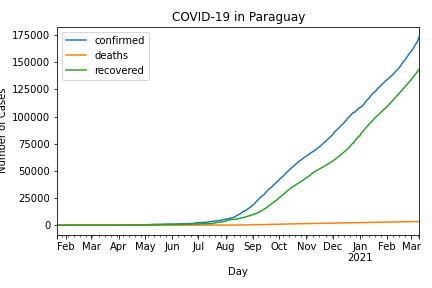 COVID-19 in Paraguay
confirmed
deaths
recovered
175000
150000
125000
100000
75000
50000
25000
0
Number of Cases
Feb Mar Apr May Jun Jul Aug Sep Oct Nov Dec Jan Feb Mar
2021
Day